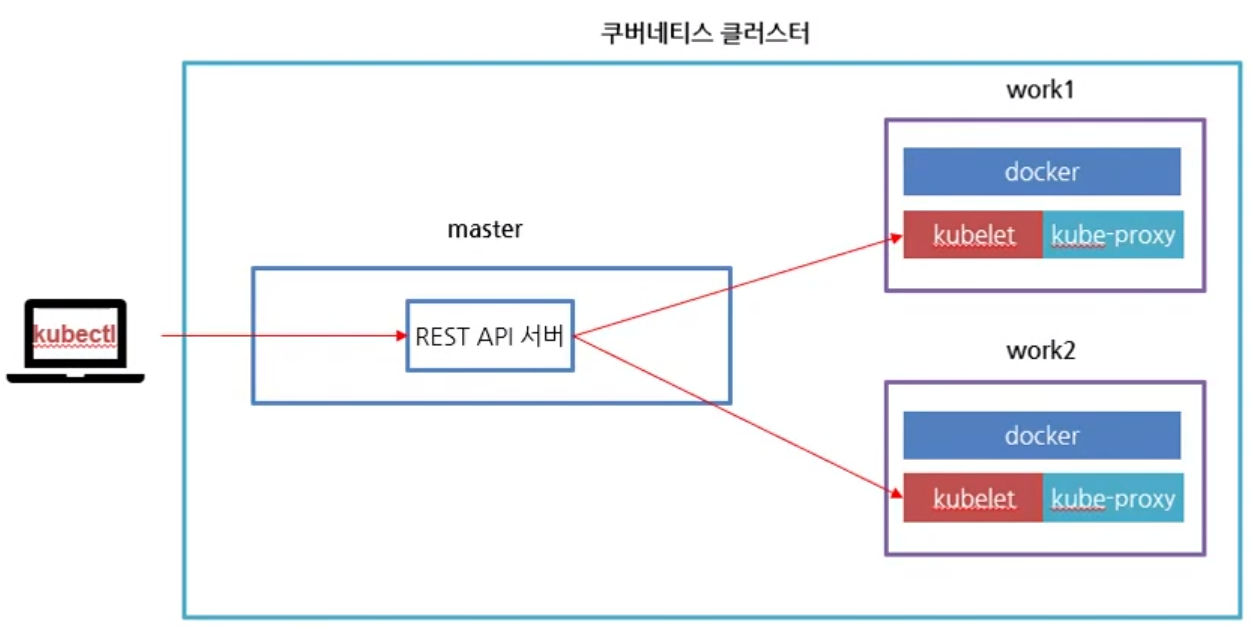 쿠버네티스 클러스터
work1
docker
kubelet
kube-proxy
master
kubectl
REST API 서버
work2
docker
kubelet
kube-proxy